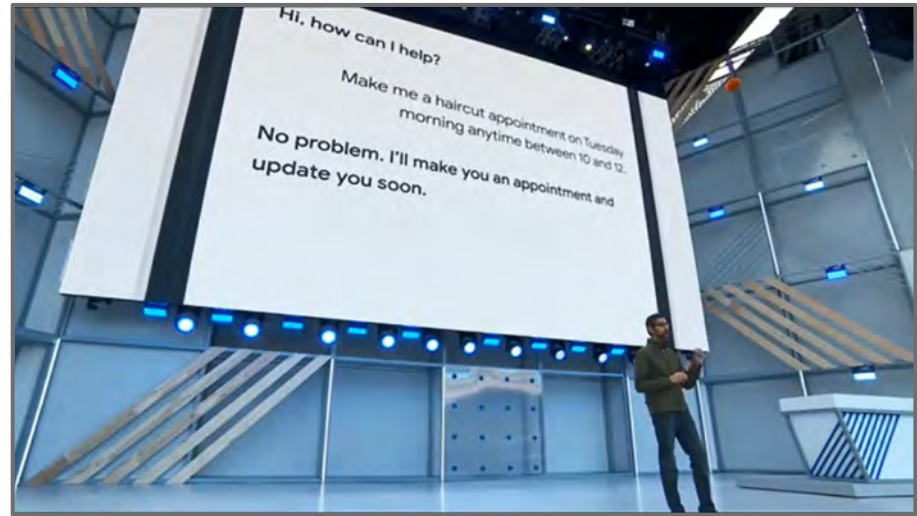 Hi, how can I help?
Make me a haircut appointment on Tuesday
morning anytime between 10 and 12.
No problem. I'll make you an appointment and
update you soon.